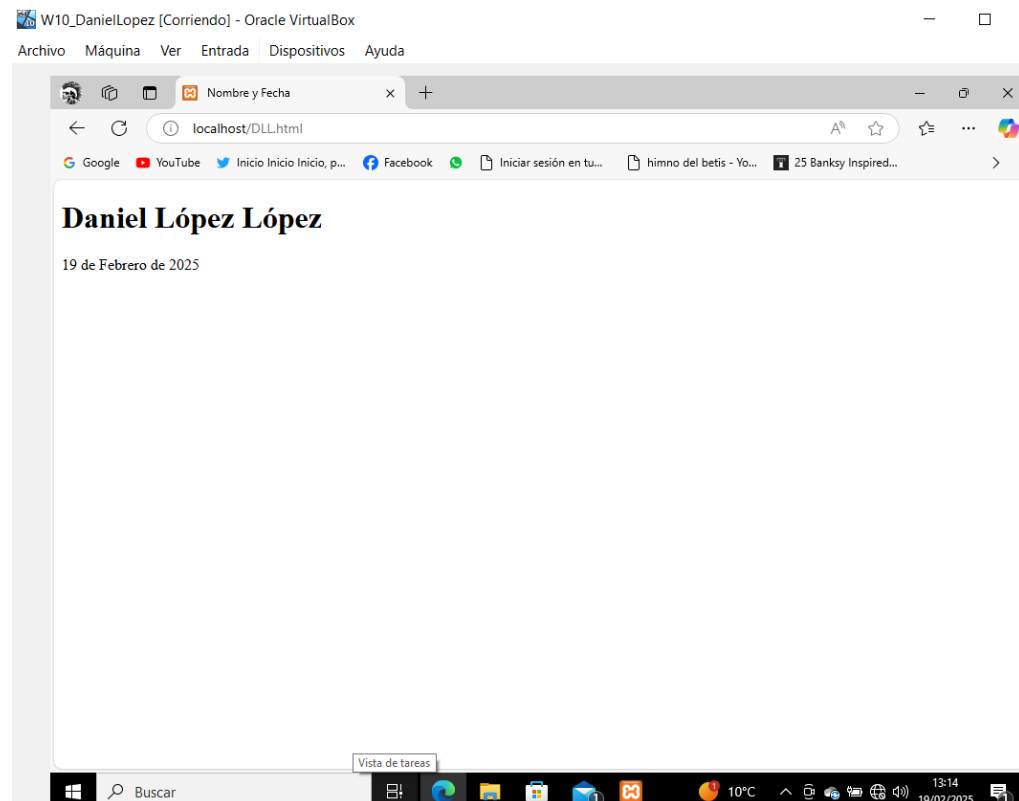 W10_DanielLopez [Corriendo] - Oracle VirtualBox
Archivo Máquina Ver Entrada Dispositivos Ayuda
Nombre y Fecha
localhost/DLL.html
Google YouTube Inicio Inicio Inicio, p... Facebook Iniciar sesión en tu... himno del betis - Yo... 25 Banksy Inspired...
Daniel López López
19 de Febrero de 2025
Vista de tareas
Buscar 10°C 13:14
19/02/2025